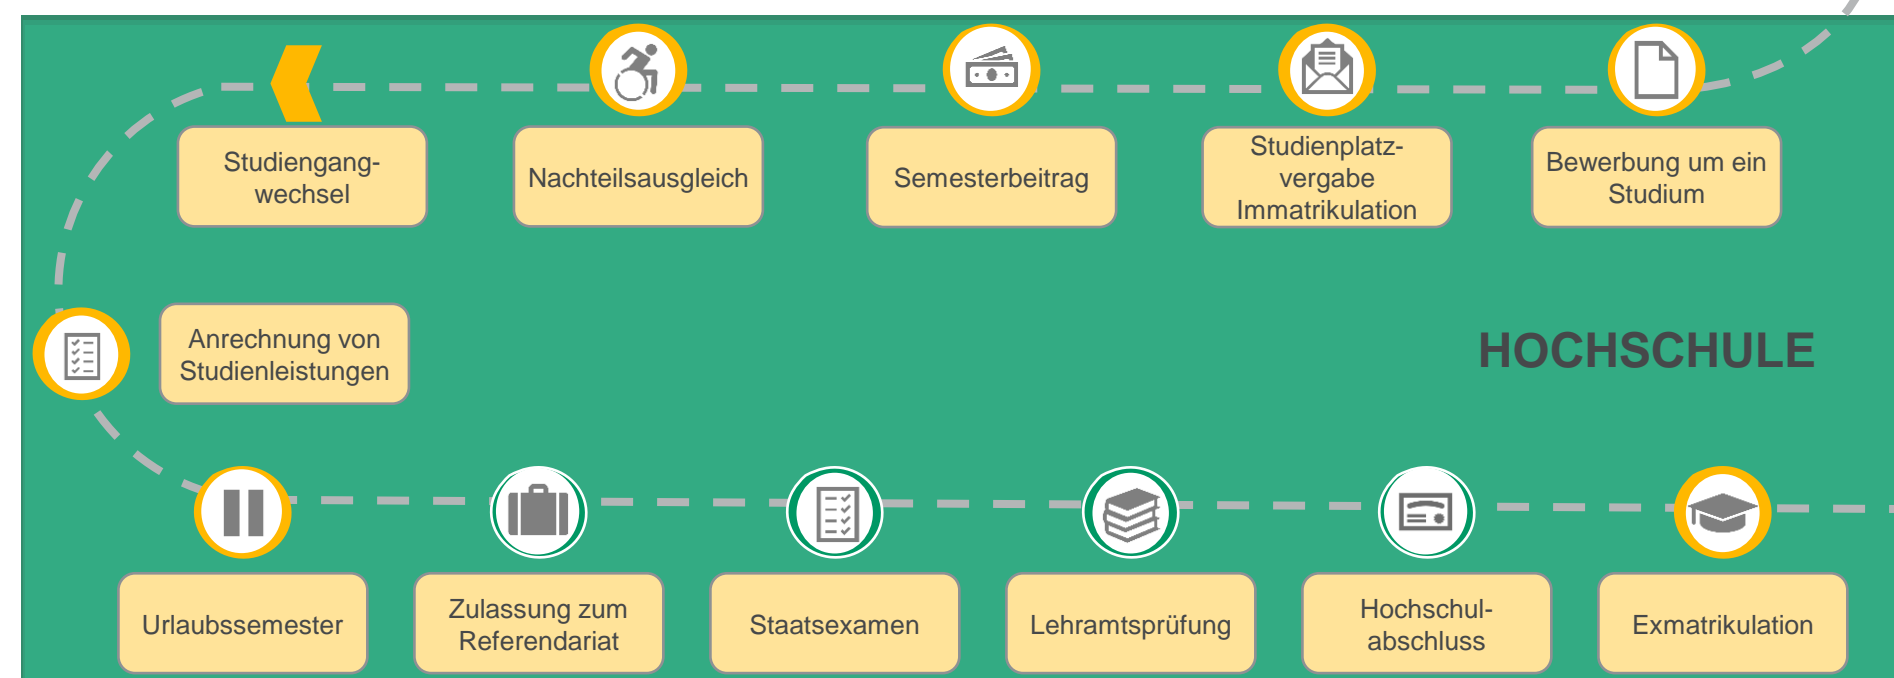 Studiengang-
wechsel
Nachteilsausgleich
Semesterbeitrag
Studienplatz-
vergabe
Immatrikulation
Bewerbung um ein
Studium
Anrechnung von
Studienleistungen
HOCHSCHULE
Urlaubssemester
Zulassung zum
Referendariat
Staatsexamen
Lehramtsprüfung
Hochschul-
abschluss
Exmatrikulation